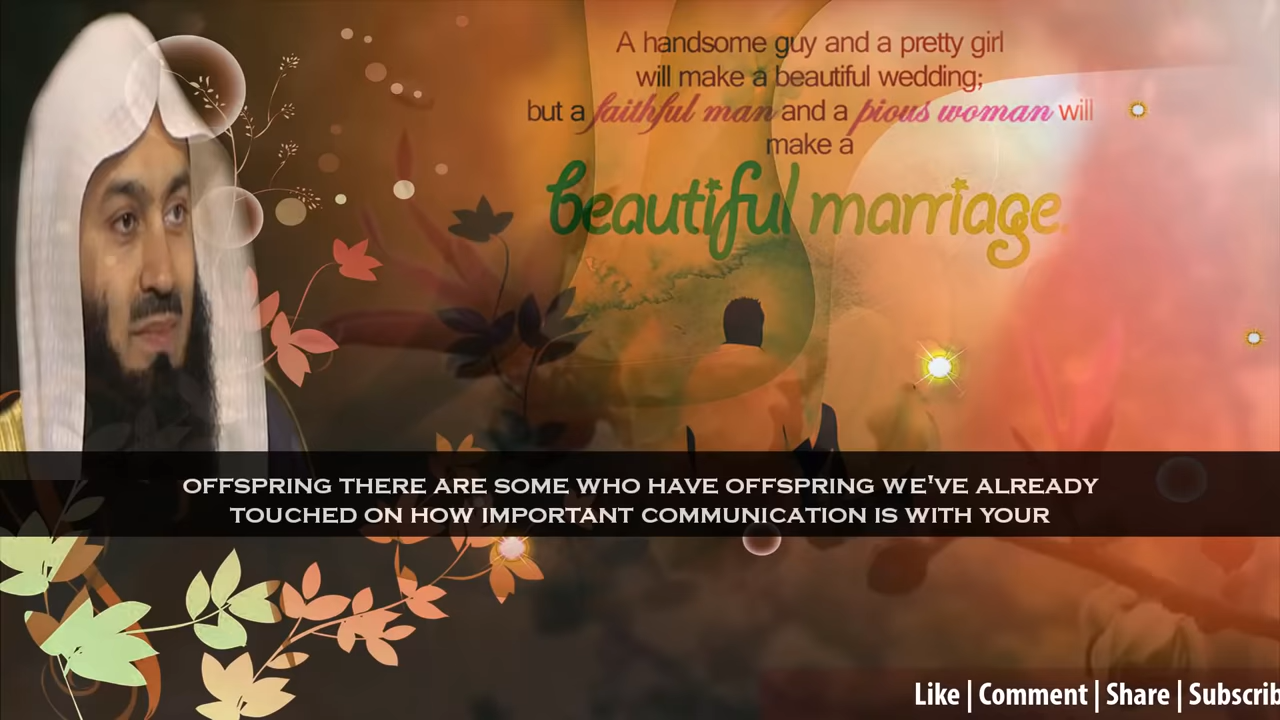 A handsome guy and a pretty girl
will make a beautiful wedding;
but a faithful man and a pious woman will
make a
beautiful marriage.
OFFSPRING THERE ARE SOME WHO HAVE OFFSPRING WE'VE ALREADY
TOUCHED ON HOW IMPORTANT COMMUNICATION IS WITH YOUR
Like | Comment | Share | Subscrib